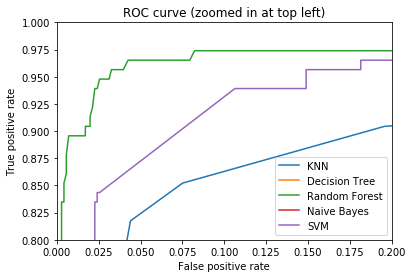 ROC curve (zoomed in at top left)
True positive rate
1.000
0.975
0.950
0.925
0.900
0.875
0.850
0.825
0.800
KNN
Decision Tree
Random Forest
Naive Bayes
SVM
0.000 0.025 0.050 0.075 0.100 0.125 0.150 0.175 0.200
False positive rate